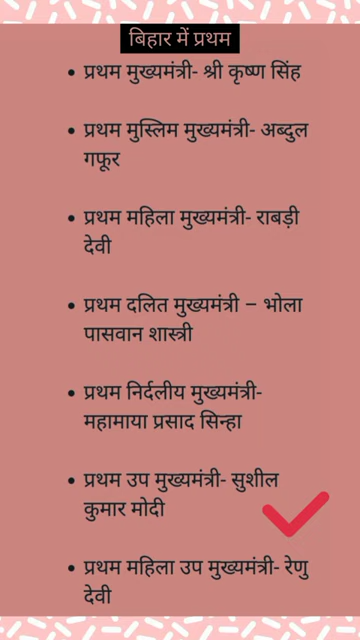 बिहार में प्रथम
• प्रथम मुख्यमंत्री- श्री कृष्ण सिंह
• प्रथम मुस्लिम मुख्यमंत्री- अब्दुल
गफूर
• प्रथम महिला मुख्यमंत्री- राबड़ी
देवी
• प्रथम दलित मुख्यमंत्री – भोला
पासवान शास्त्री
• प्रथम निर्दलीय मुख्यमंत्री-
महामाया प्रसाद सिन्हा
• प्रथम उप मुख्यमंत्री- सुशील
कुमार मोदी
• प्रथम महिला उप मुख्यमंत्री- रेणु
देवी